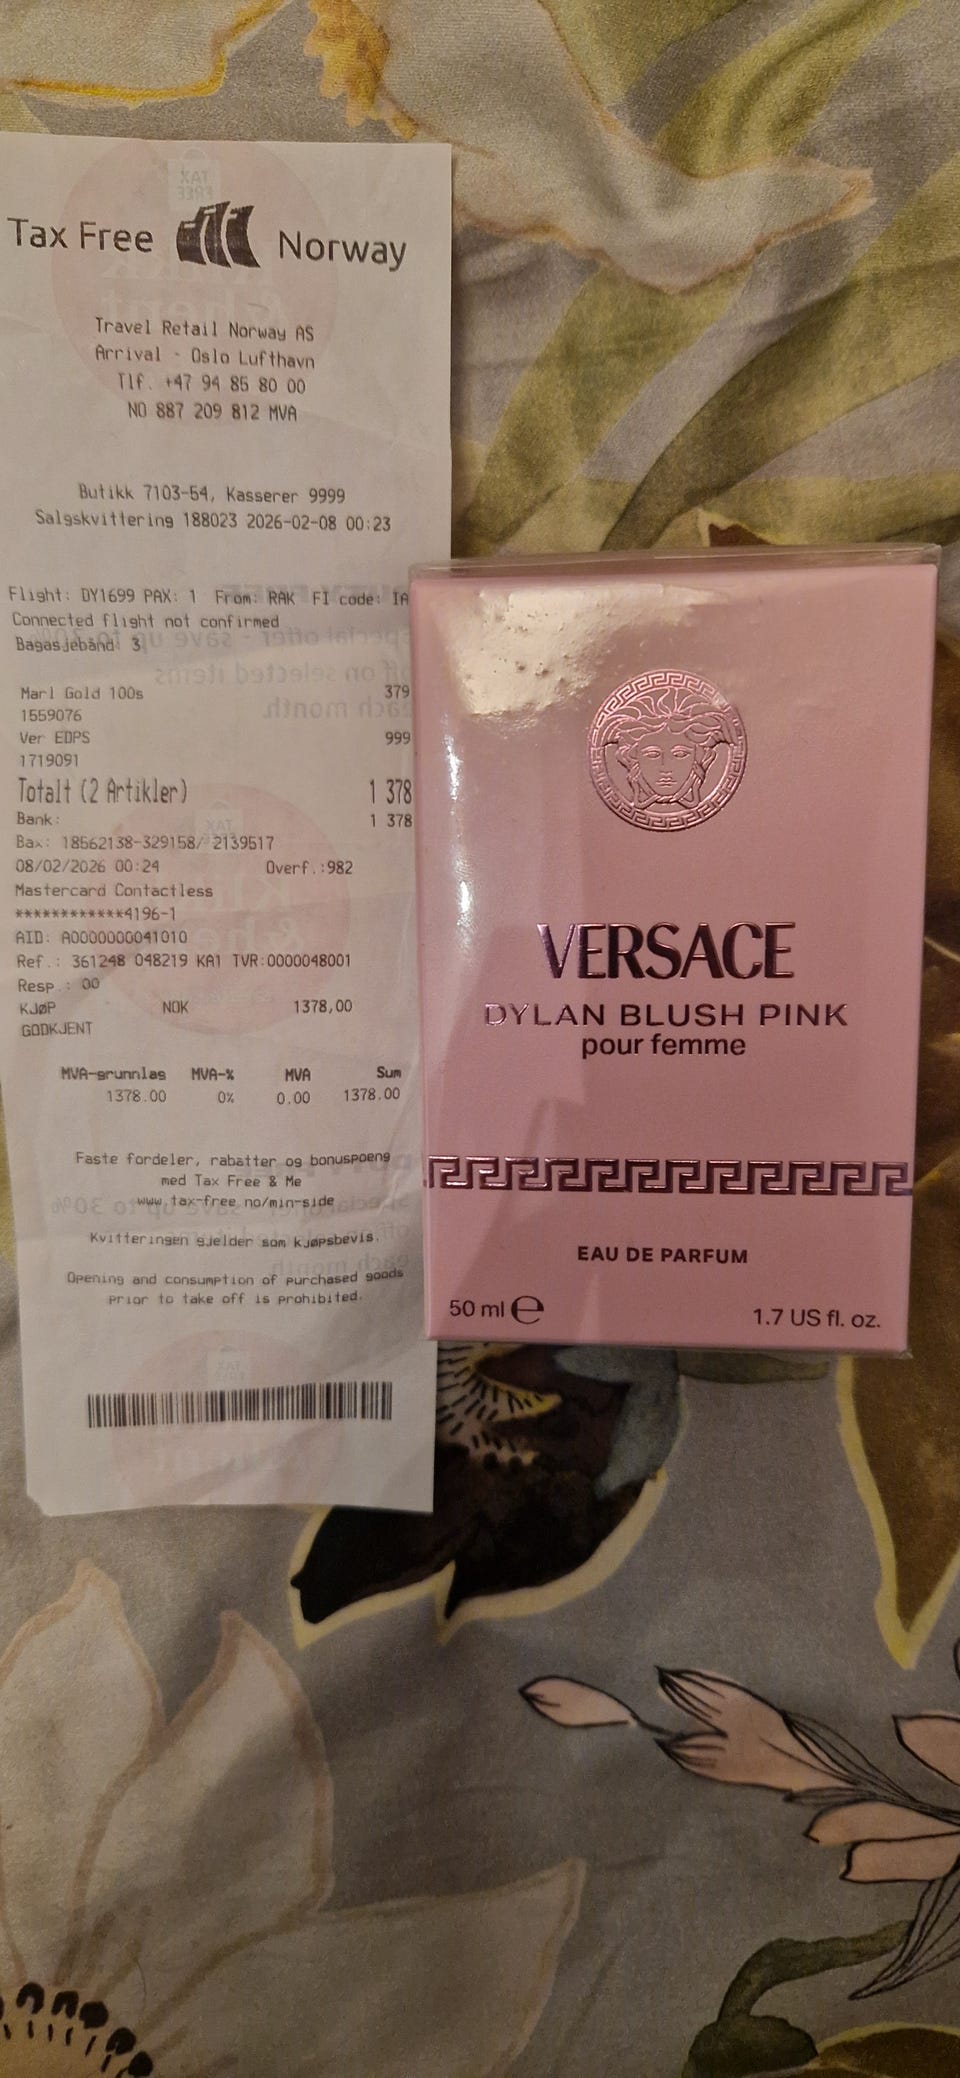 Tax Free Norway
Travel Retail Norway AS
Arrival - Oslo Lufthavn
Tlf. +47 94 85 80 00
NO 887 209 812 MVA
Butikk 7103-54, Kasserer 9999
Salgskvittering 188023 2026-02-08 00:23
Flight: DY1699 PAX: 1 From: RAK FI code: IA
Connected flight not confirmed
Bagasjebånd: 3
Marl Gold 100s 379
1559076
Ver EDPS 999
1719091
Totalt (2 Artikler) 1 378
Bank: 1 378
Bax: 18562138-329158/ 2139517
08/02/2026 00:24 Overf.:982
Mastercard Contactless
************4196-1
AID: A0000000041010
Ref.: 361248 048219 KA1 TVR:0000048001
Resp.: 00
KJØP NOK 1378,00
GODKJENT
MVA-grunnlag MVA-% MVA Sum
1378.00 0% 0.00 1378.00
Faste fordeler, rabatter og bonuspoeng
med Tax Free & Me
www.tax-free.no/min-side
Kvitteringen gjelder som kjøpsbevis.
Opening and consumption of purchased goods
prior to take off is prohibited.
VERSACE
DYLAN BLUSH PINK
pour femme
EAU DE PARFUM
50 ml ℮ 1.7 US fl. oz.